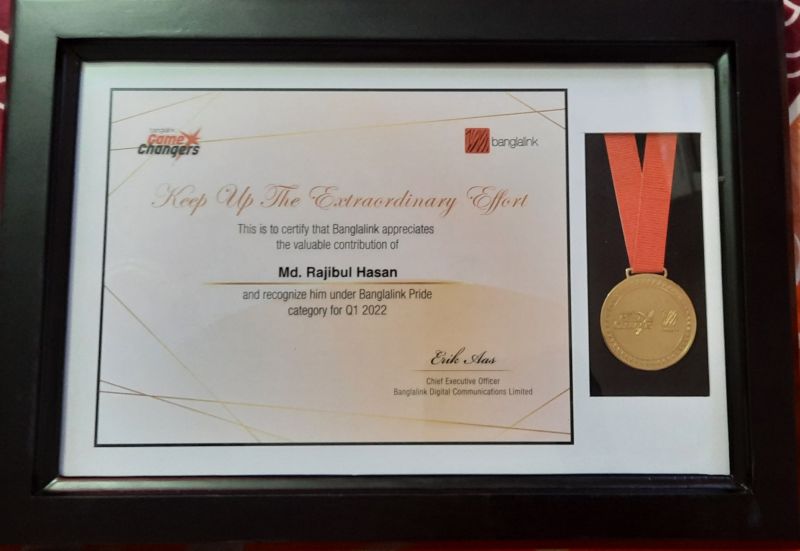 banglalink
Game
Changers
banglalink
Keep Up The Extraordinary Effort
This is to certify that Banglalink appreciates
the valuable contribution of
Md. Rajibul Hasan
and recognize him under Banglalink Pride
category for Q1 2022
Erik Aas
Chief Executive Officer
Banglalink Digital Communications Limited
Game
Changers